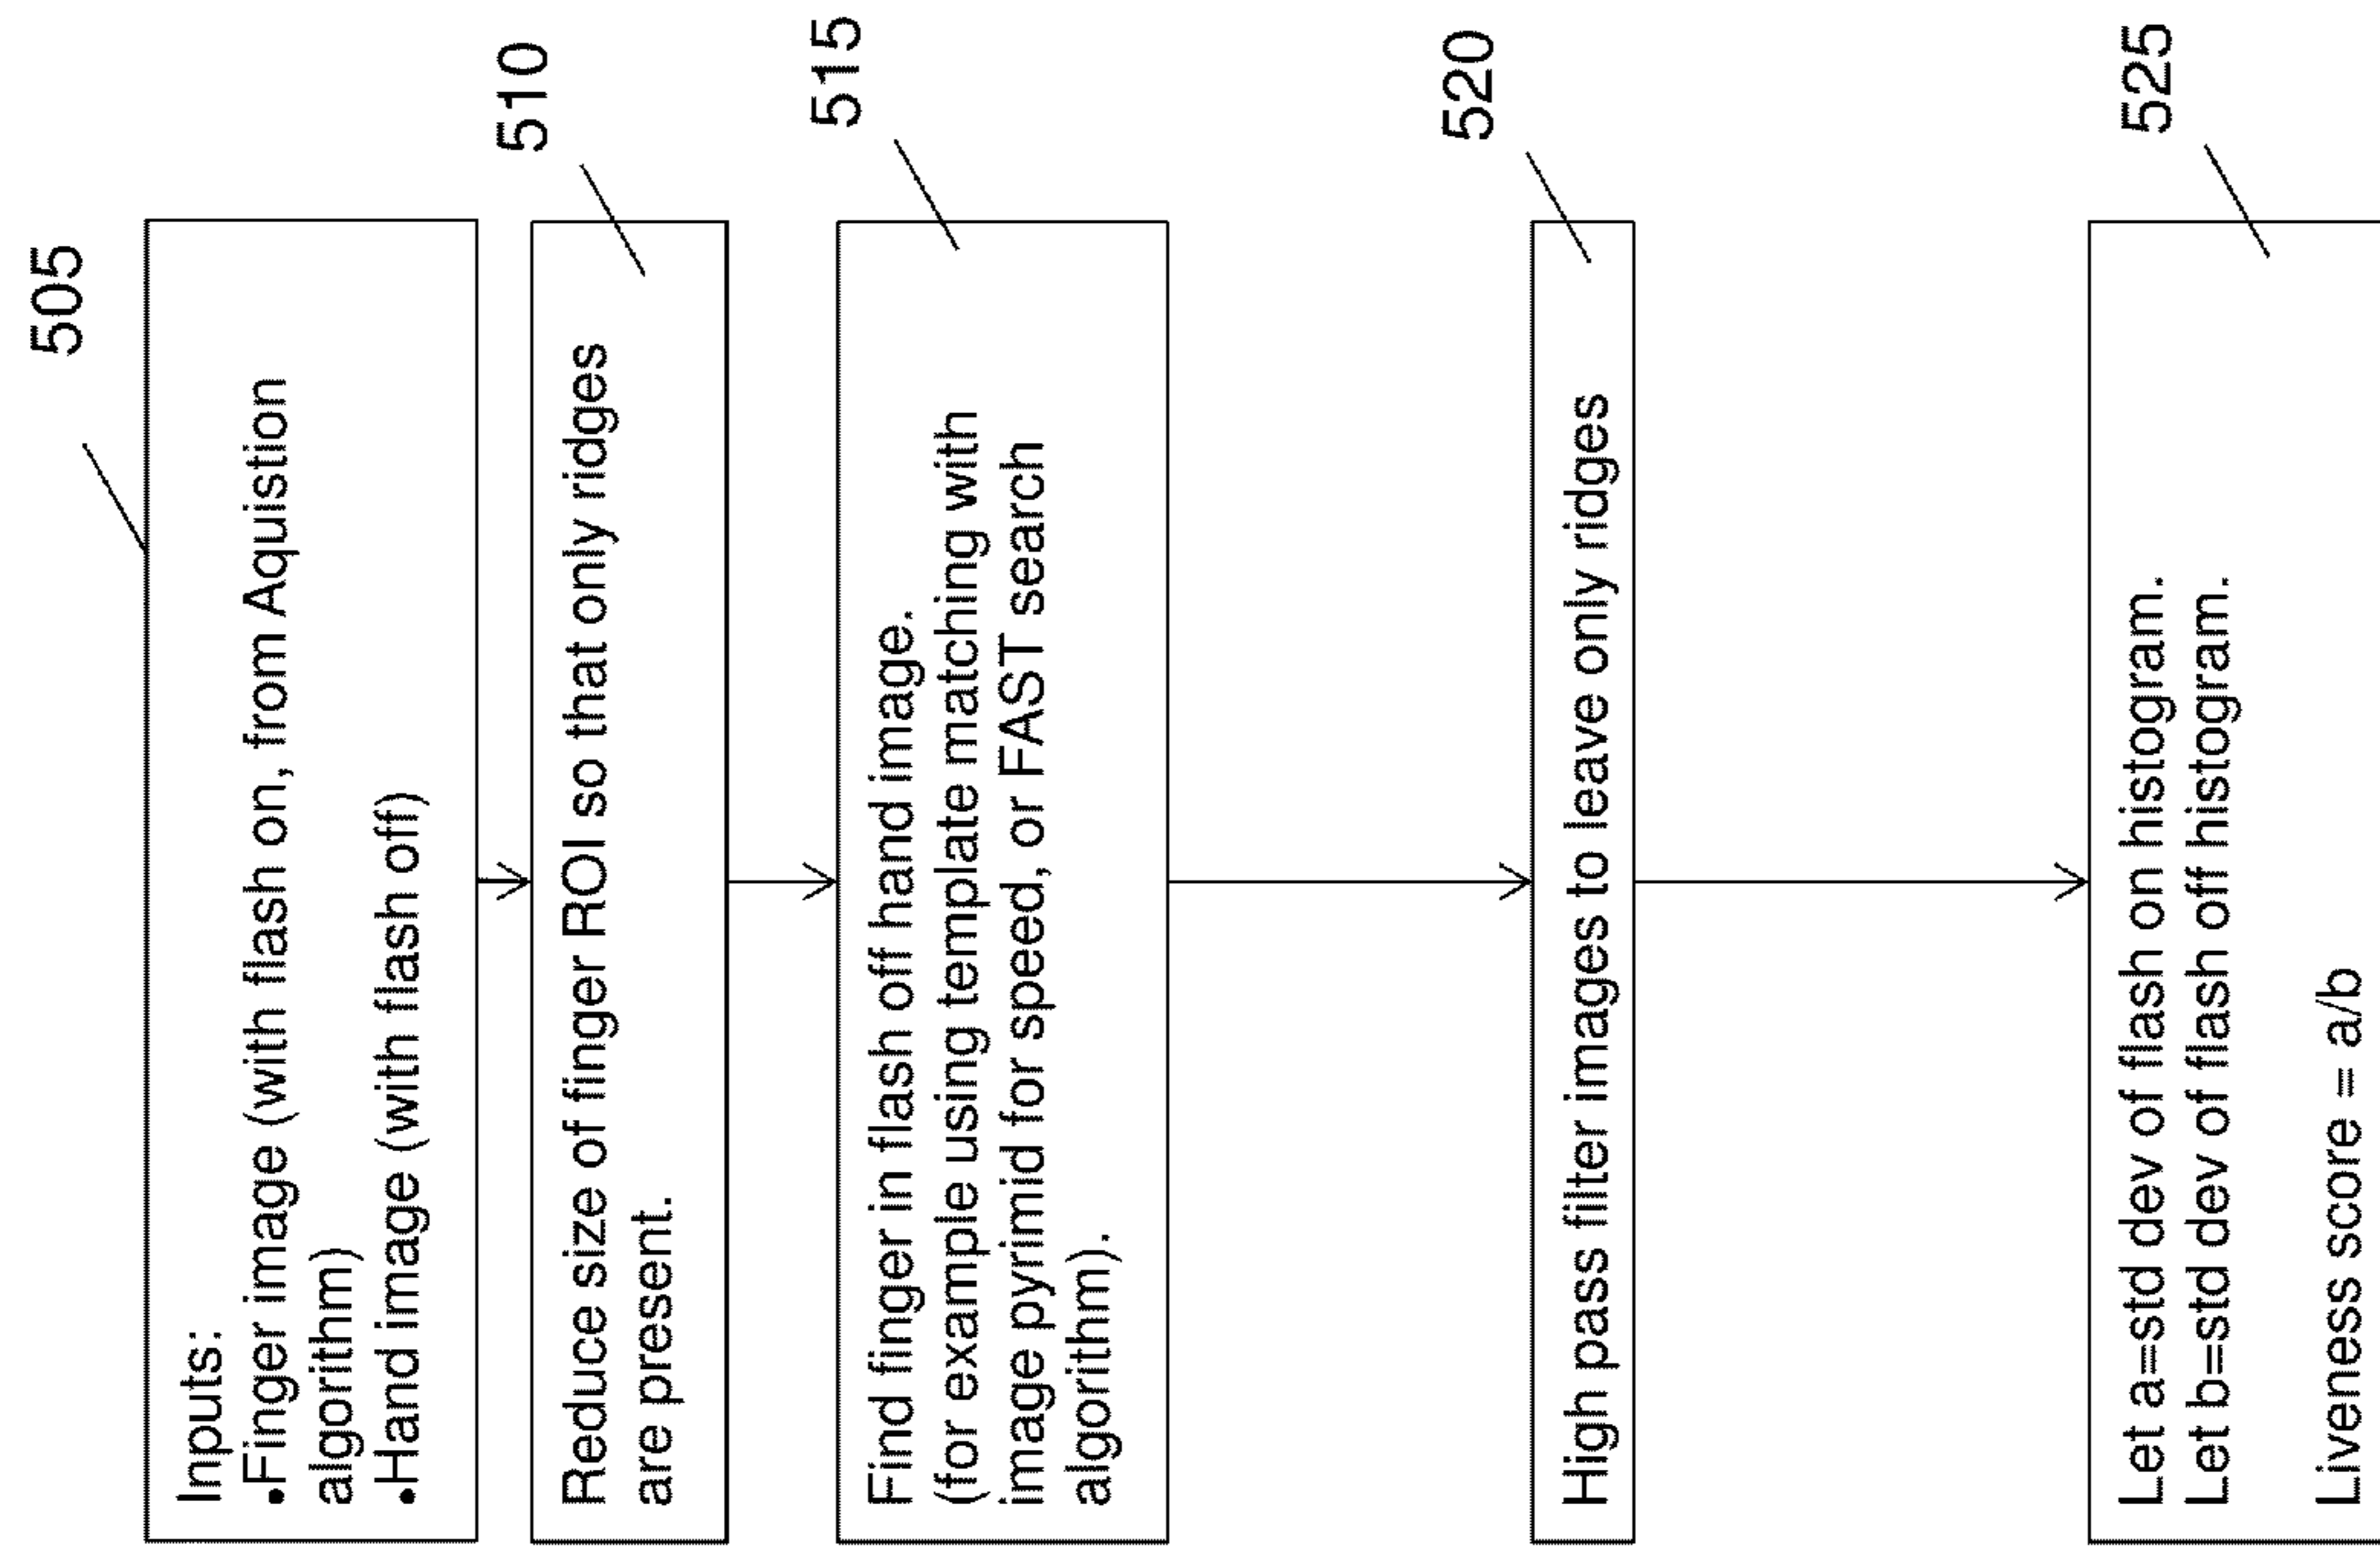 505
Inputs:
•Finger image (with flash on, from Aquistion
algorithm)
•Hand image (with flash off)
510
Reduce size of finger ROI so that only ridges
are present.
515
Find finger in flash off hand image.
(for example using template matching with
image pyrimid for speed, or FAST search
algorithm).
520
High pass filter images to leave only ridges
525
Let a=std dev of flash on histogram.
Let b=std dev of flash off histogram.
Liveness score = a/b